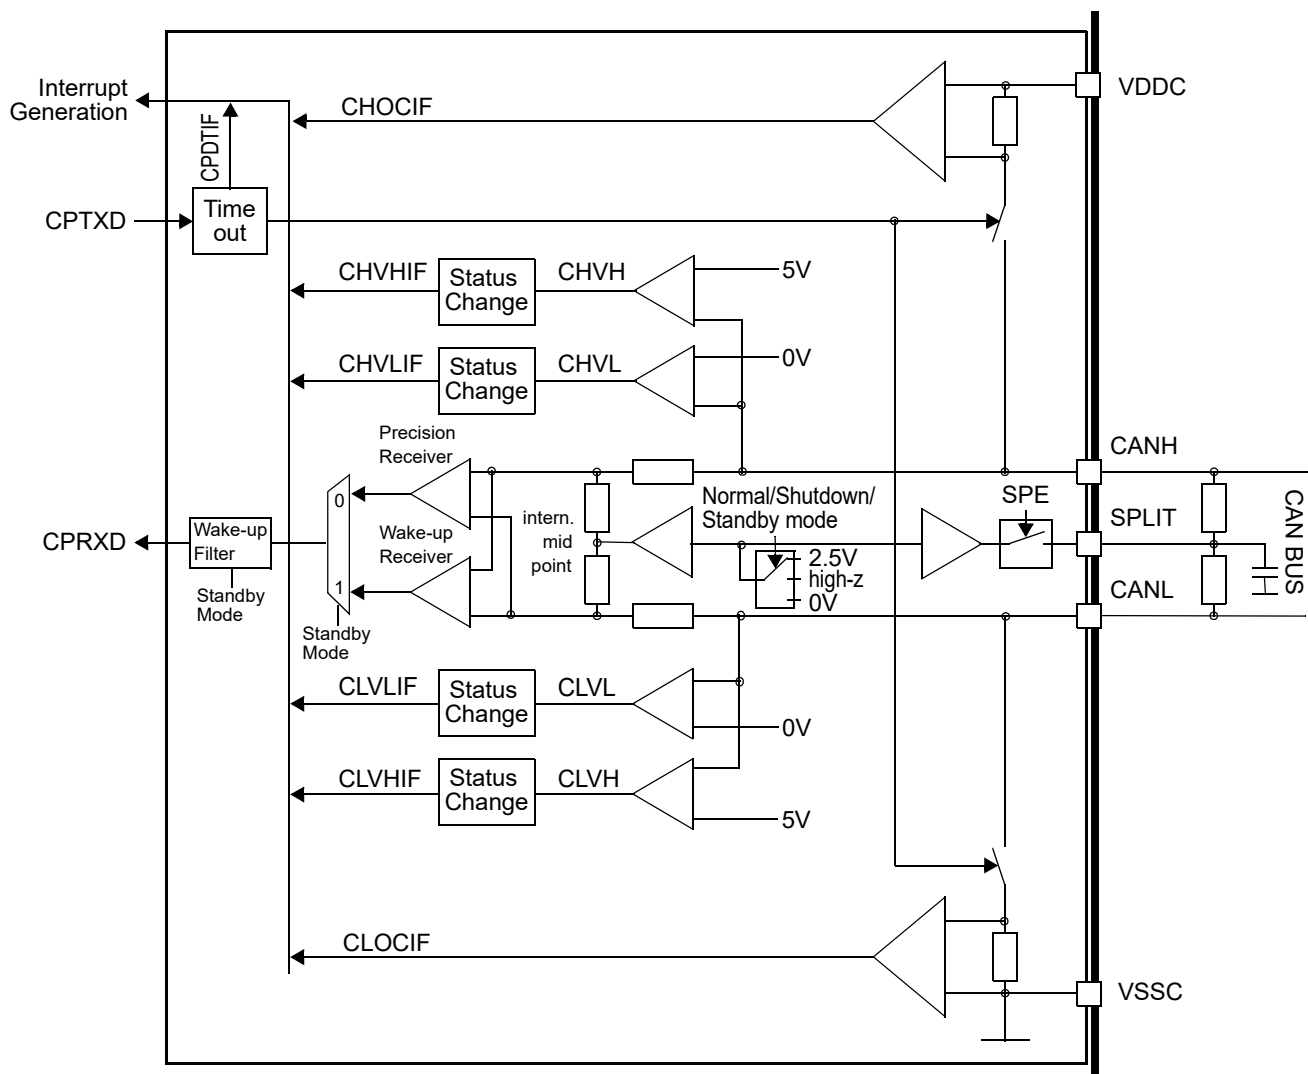 Interrupt
Generation
CPDTIF
CHOCIF
VDDC
CPTXD
Time
out
CHVHIF
Status
Change
CHVH
5V
CHVLIF
Status
Change
CHVL
0V
Precision
Receiver
CANH
0
Normal/Shutdown/
Standby mode
SPE
CPRXD
Wake-up
Filter
Wake-up
Receiver
intern.
mid
point
SPLIT
2.5V
high-z
0V
CAN BUS
1
CANL
Standby
Mode
Standby
Mode
CLVLIF
Status
Change
CLVL
0V
CLVHIF
Status
Change
CLVH
5V
CLOCIF
VSSC